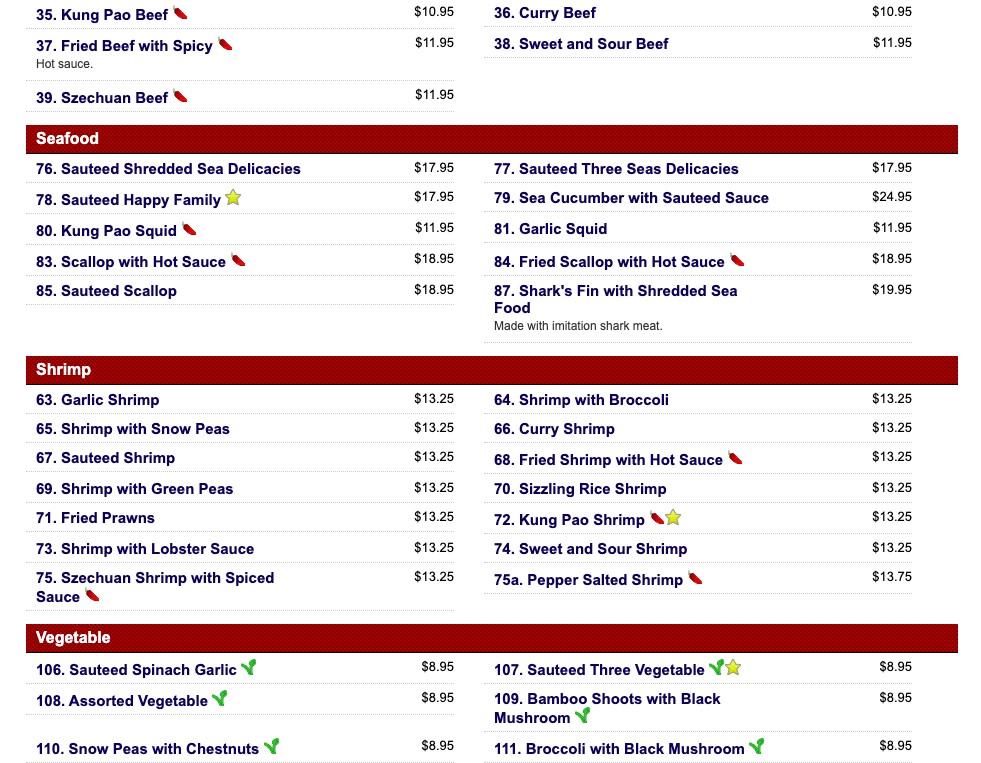 35. Kung Pao Beef $10.95
36. Curry Beef $10.95
37. Fried Beef with Spicy $11.95
Hot sauce.
38. Sweet and Sour Beef $11.95
39. Szechuan Beef $11.95
Seafood
76. Sauteed Shredded Sea Delicacies $17.95
77. Sauteed Three Seas Delicacies $17.95
78. Sauteed Happy Family $17.95
79. Sea Cucumber with Sauteed Sauce $24.95
80. Kung Pao Squid $11.95
81. Garlic Squid $11.95
83. Scallop with Hot Sauce $18.95
84. Fried Scallop with Hot Sauce $18.95
85. Sauteed Scallop $18.95
87. Shark's Fin with Shredded Sea $19.95
Food
Made with imitation shark meat.
Shrimp
63. Garlic Shrimp $13.25
64. Shrimp with Broccoli $13.25
65. Shrimp with Snow Peas $13.25
66. Curry Shrimp $13.25
67. Sauteed Shrimp $13.25
68. Fried Shrimp with Hot Sauce $13.25
69. Shrimp with Green Peas $13.25
70. Sizzling Rice Shrimp $13.25
71. Fried Prawns $13.25
72. Kung Pao Shrimp $13.25
73. Shrimp with Lobster Sauce $13.25
74. Sweet and Sour Shrimp $13.25
75. Szechuan Shrimp with Spiced $13.25
Sauce
75a. Pepper Salted Shrimp $13.75
Vegetable
106. Sauteed Spinach Garlic $8.95
107. Sauteed Three Vegetable $8.95
108. Assorted Vegetable $8.95
109. Bamboo Shoots with Black $8.95
Mushroom
110. Snow Peas with Chestnuts $8.95
111. Broccoli with Black Mushroom $8.95